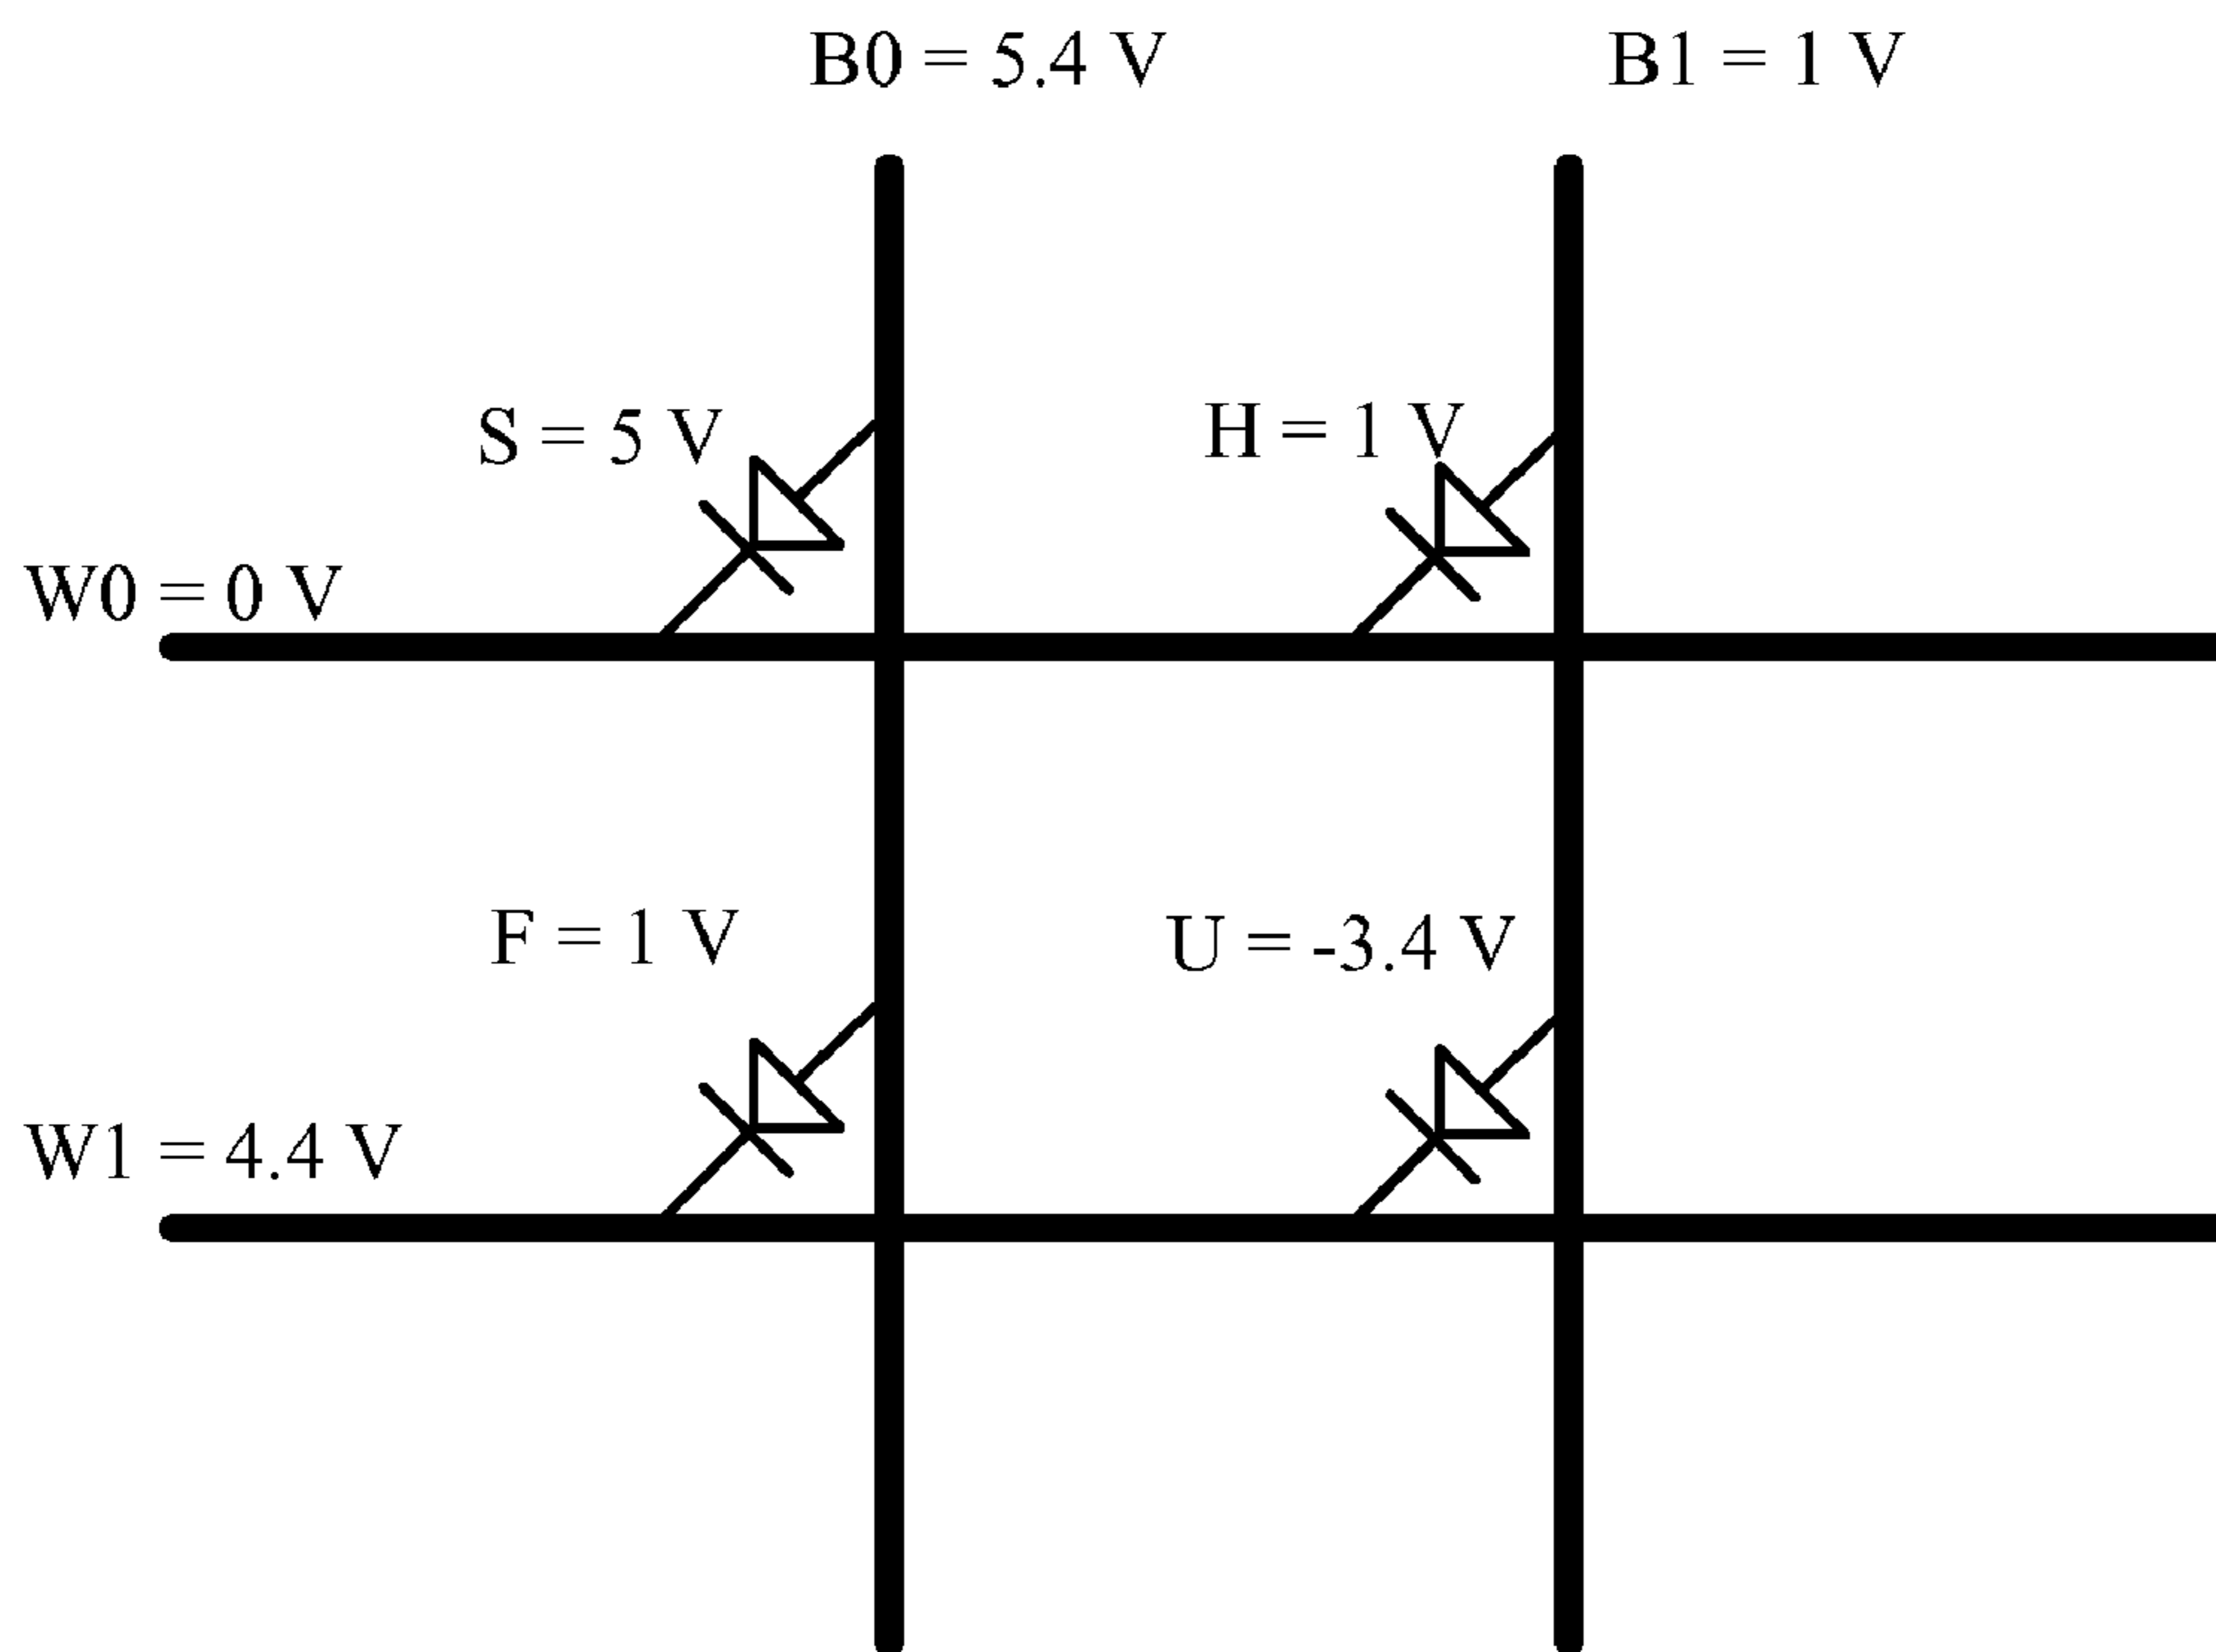 B0 = 5.4 V
B1 = 1 V
S = 5 V
H = 1 V
W0 = 0 V
F = 1 V
U = -3.4 V
W1 = 4.4 V